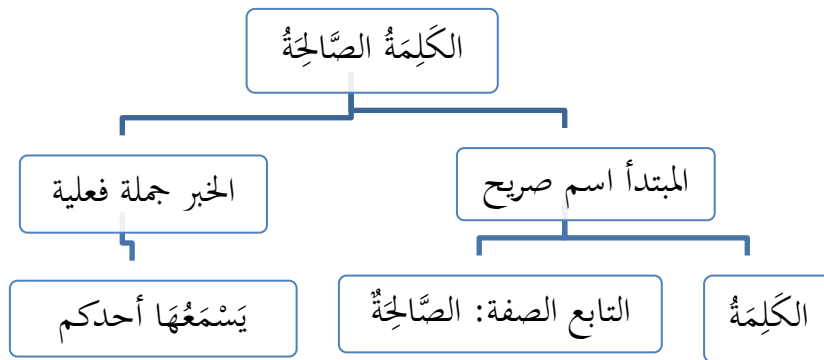 الكَلِمَةُ الصَّالِحَةُ
المبتدأ اسم صريح
الخبر جملة فعلية
الكَلِمَةُ
التابع الصفة: الصَّالِحَةٌ
يَسْمَعُهَا أحدكم